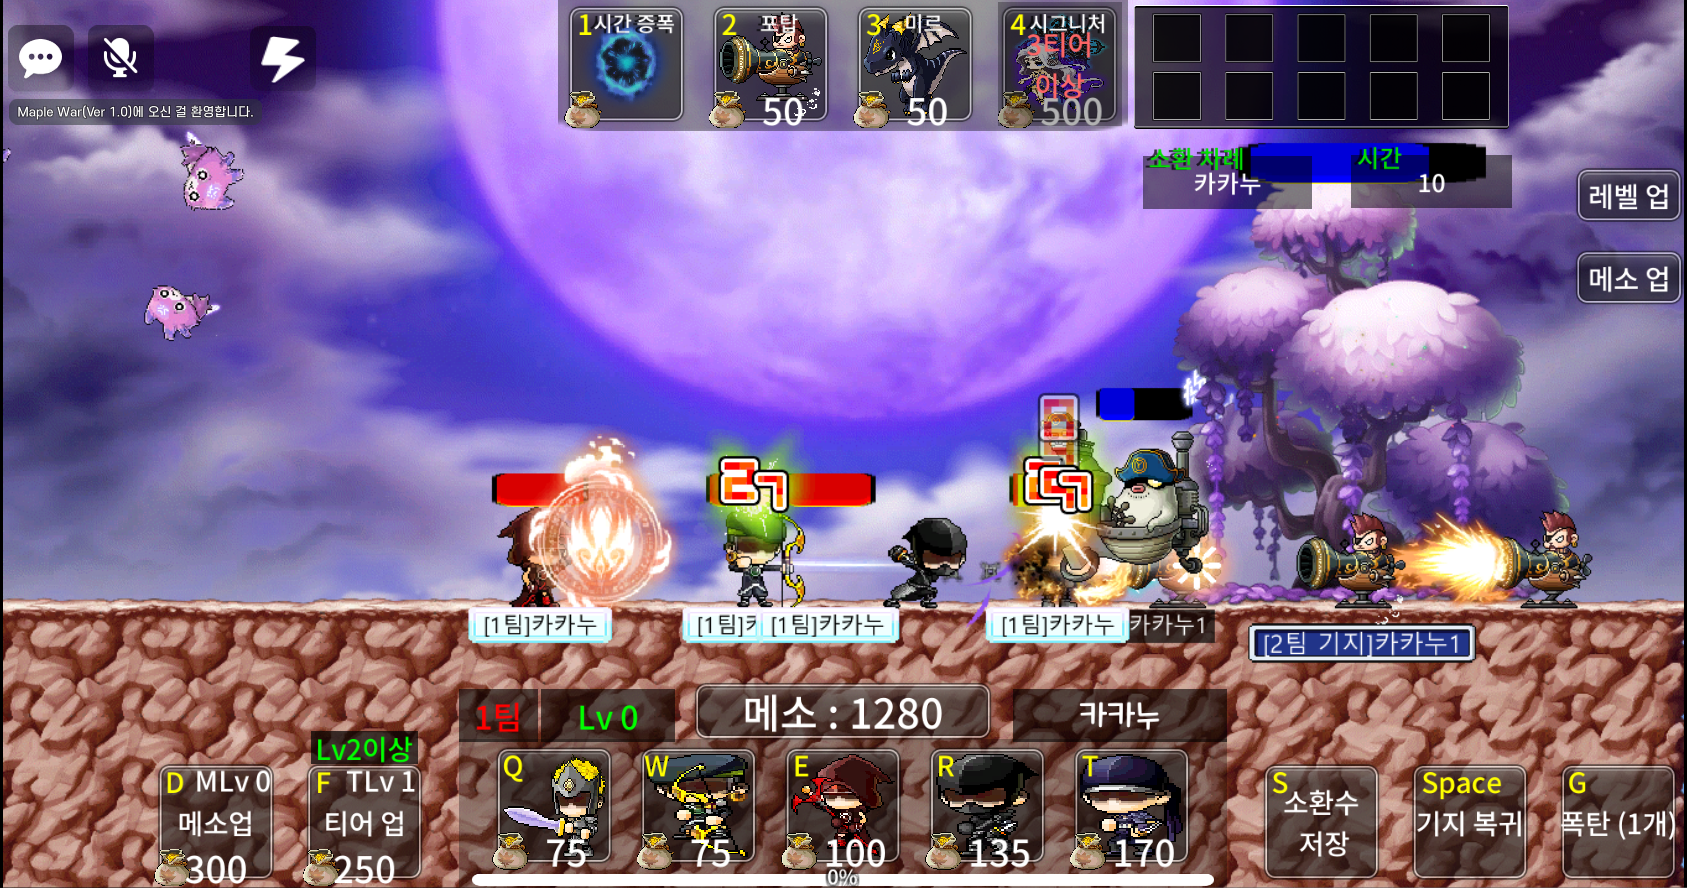 1 시간 증폭
2 포탑
50
3 미르
50
4 시그니처
3티어
이상
500
Maple War(Ver 1.0)에 오신 걸 환영합니다.
소환 차례
카카누
시간
10
레벨 업
메소 업
[1팀]카카누
[1팀]카
[1팀]카카누
[1팀]카카누
카카누1
[2팀 기지]카카누1
1팀
Lv 0
메소 : 1280
카카누
Lv2이상
D MLv 0
메소업
300
F TLv 1
티어 업
250
Q
75
W
75
E
100
R
135
T
170
0%
S
소환수
저장
Space
기지 복귀
G
폭탄 (1개)